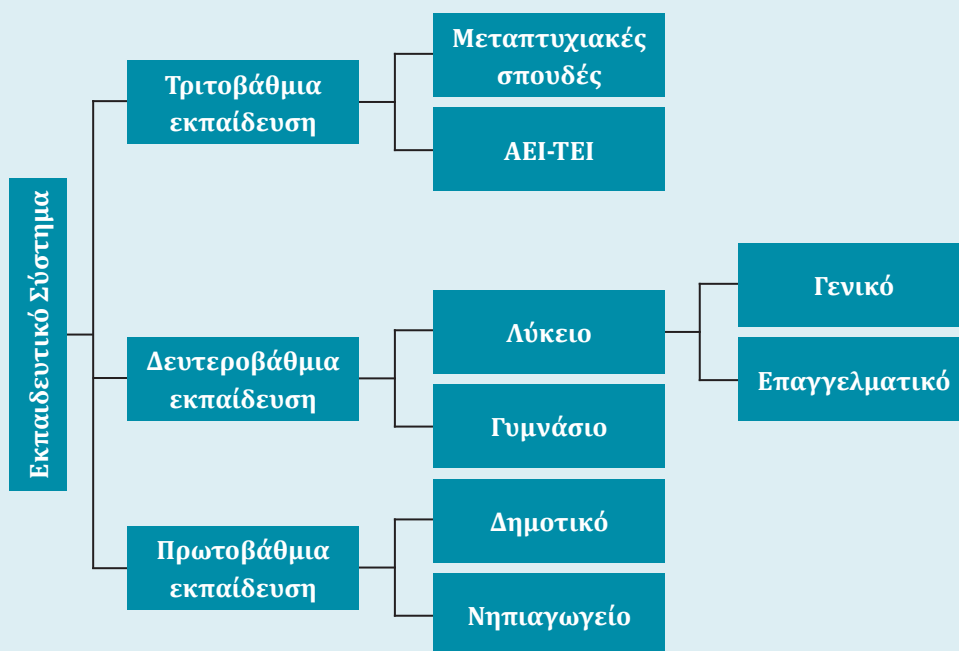 Εκπαιδευτικό Σύστημα
Τριτοβάθμια
εκπαίδευση
Μεταπτυχιακές
σπουδές
ΑΕΙ-ΤΕΙ
Δευτεροβάθμια
εκπαίδευση
Λύκειο
Γενικό
Επαγγελματικό
Γυμνάσιο
Πρωτοβάθμια
εκπαίδευση
Δημοτικό
Νηπιαγωγείο